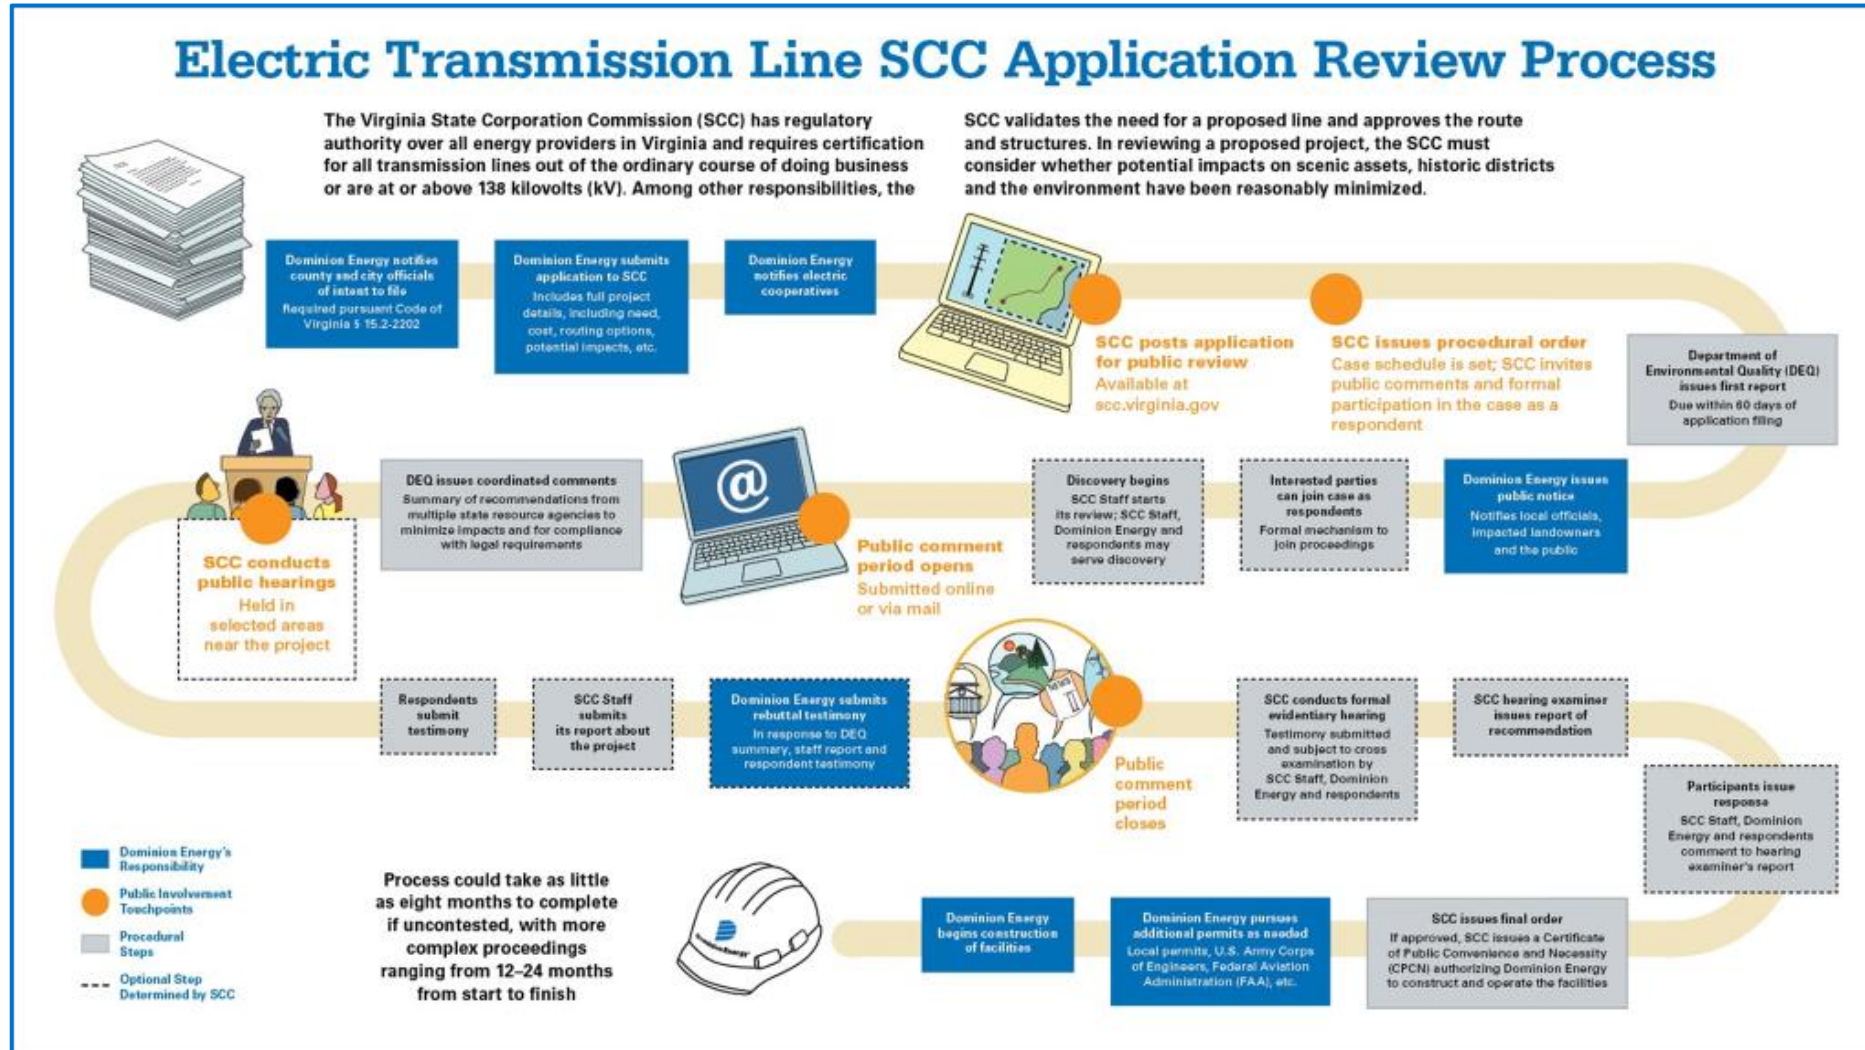 Electric Transmission Line SCC Application Review Process
The Virginia State Corporation Commission (SCC) has regulatory
authority over all energy providers in Virginia and requires certification
for all transmission lines out of the ordinary course of doing business
or are at or above 138 kilovolts (kV). Among other responsibilities, the
SCC validates the need for a proposed line and approves the route
and structures. In reviewing a proposed project, the SCC must
consider whether potential impacts on scenic assets, historic districts
and the environment have been reasonably minimized.
Dominion Energy notifies
county and city officials
of intent to file
Required pursuant Code of
Virginia § 15.2-2202
Dominion Energy submits
application to SCC
Includes full project
details, including need,
cost, routing options,
potential impacts, etc.
Dominion Energy
notifies electric
cooperatives
SCC posts application
for public review
Available at
scc.virginia.gov
SCC issues procedural order
Case schedule is set; SCC invites
public comments and formal
participation in the case as a
respondent
Department of
Environmental Quality (DEQ)
issues first report
Due within 60 days of
application filing
Dominion Energy issues
public notice
Notifies local officials,
impacted landowners
and the public
Interested parties
can join case as
respondents
Formal mechanism to
join proceedings
Discovery begins
SCC Staff starts
its review; SCC Staff,
Dominion Energy and
respondents may
serve discovery
@
Public comment
period opens
Submitted online
or via mail
DEQ issues coordinated comments
Summary of recommendations from
multiple state resource agencies to
minimize impacts and for compliance
with legal requirements
SCC conducts
public hearings
Held in
selected areas
near the project
Respondents
submit
testimony
SCC Staff
submits
its report about
the project
Dominion Energy submits
rebuttal testimony
In response to DEQ
summary, staff report and
respondent testimony
Public
comment
period
closes
SCC conducts formal
evidentiary hearing
Testimony submitted
and subject to cross
examination by
SCC Staff, Dominion
Energy and respondents
SCC hearing examiner
issues report of
recommendation
Participants issue
response
SCC Staff, Dominion
Energy and respondents
comment to hearing
examiner's report
SCC issues final order
If approved, SCC issues a Certificate
of Public Convenience and Necessity
(CPCN) authorizing Dominion Energy
to construct and operate the facilities
Dominion Energy pursues
additional permits as needed
Local permits, U.S. Army Corps
of Engineers, Federal Aviation
Administration (FAA), etc.
Dominion Energy
begins construction
of facilities
Dominion Energy
Process could take as little
as eight months to complete
if uncontested, with more
complex proceedings
ranging from 12–24 months
from start to finish
Dominion Energy's
Responsibility
Public Involvement
Touchpoints
Procedural
Steps
Optional Step
Determined by SCC